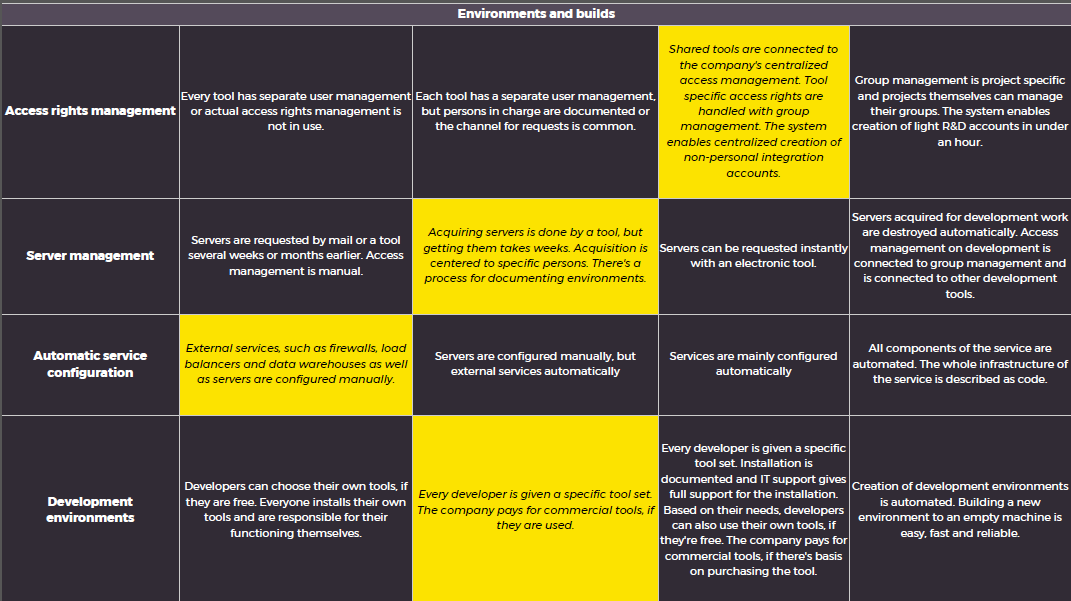 Environments and builds
Access rights management
Every tool has separate user management
or actual access rights management is
not in use.
Each tool has a separate user management,
but persons in charge are documented or
the channel for requests is common.
Shared tools are connected to
the company's centralized
access management. Tool
specific access rights are
handled with group
management. The system
enables centralized creation of
non-personal integration
accounts.
Group management is project specific
and projects themselves can manage
their groups. The system enables
creation of light R&D accounts in under
an hour.
Server management
Servers are requested by mail or a tool
several weeks or months earlier. Access
management is manual.
Acquiring servers is done by a tool, but
getting them takes weeks. Acquisition is
centered to specific persons. There's a
process for documenting environments.
Servers can be requested instantly
with an electronic tool.
Servers acquired for development work
are destroyed automatically. Access
management on development is
connected to group management and
is connected to other development
tools.
Automatic service
configuration
External services, such as firewalls, load
balancers and data warehouses as well
as servers are configured manually.
Servers are configured manually, but
external services automatically
Services are mainly configured
automatically
All components of the service are
automated. The whole infrastructure of
the service is described as code.
Development
environments
Developers can choose their own tools, if
they are free. Everyone installs their own
tools and are responsible for their
functioning themselves.
Every developer is given a specific tool set.
The company pays for commercial tools, if
they are used.
Every developer is given a specific
tool set. Installation is
documented and IT support gives
full support for the installation.
Based on their needs, developers
can also use their own tools, if
they're free. The company pays for
commercial tools, if there's basis
on purchasing the tool.
Creation of development environments
is automated. Building a new
environment to an empty machine is
easy, fast and reliable.